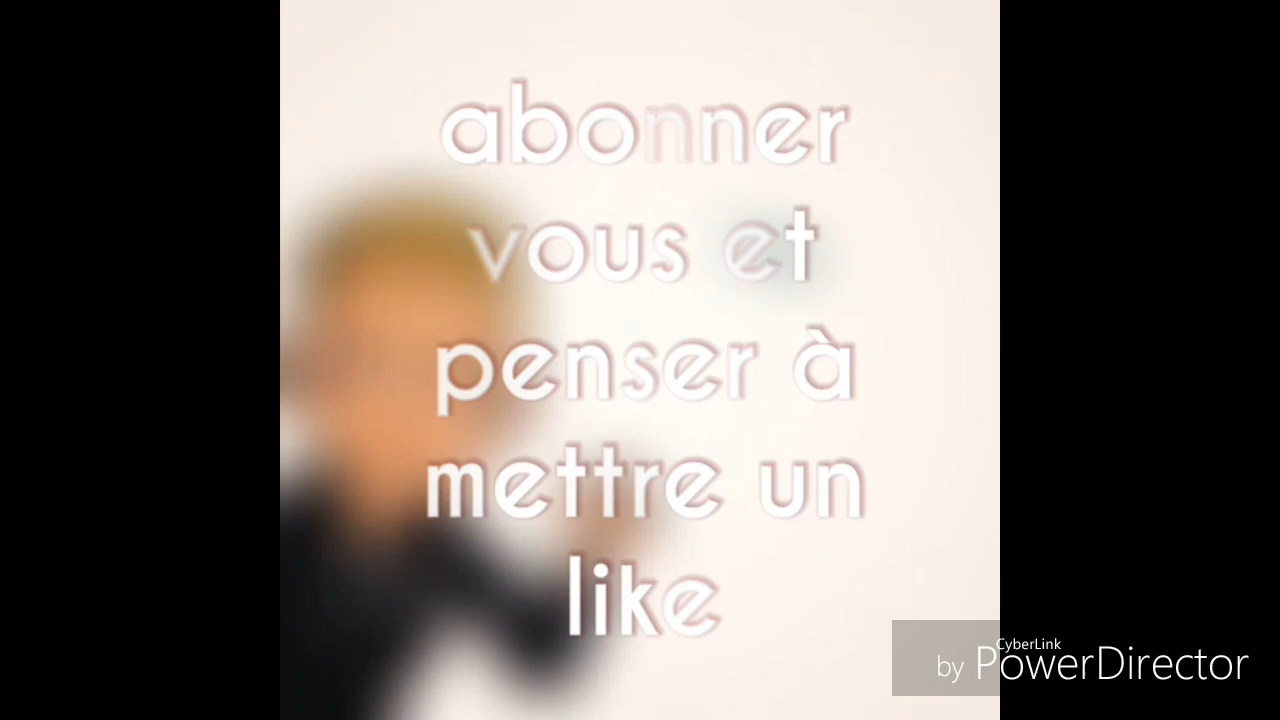 abonner
vous et
penser à
mettre un
like
CyberLink
by PowerDirector